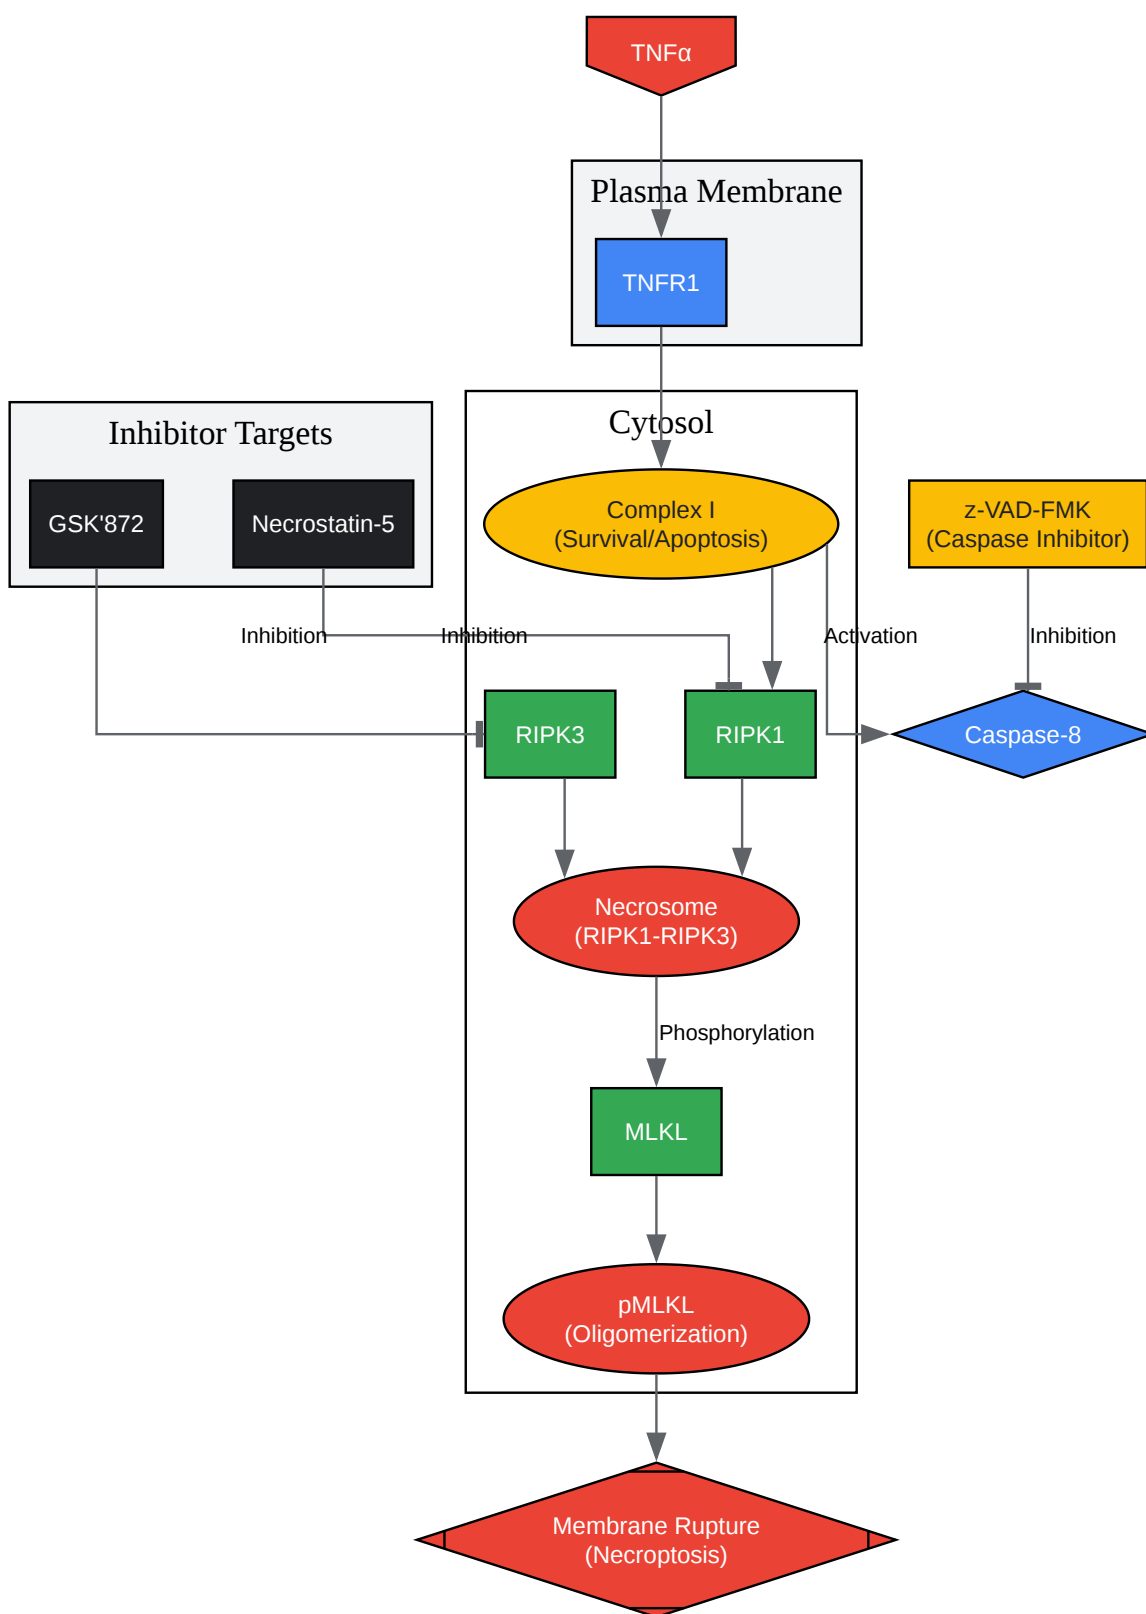 TNFα
Plasma Membrane
TNFR1
Inhibitor Targets
Cytosol
GSK'872
Necrostatin-5
Complex I
(Survival/Apoptosis)
z-VAD-FMK
(Caspase Inhibitor)
Inhibition
Inhibition
Activation
Inhibition
RIPK3
RIPK1
Caspase-8
Necrosome
(RIPK1-RIPK3)
Phosphorylation
MLKL
pMLKL
(Oligomerization)
Membrane Rupture
(Necroptosis)